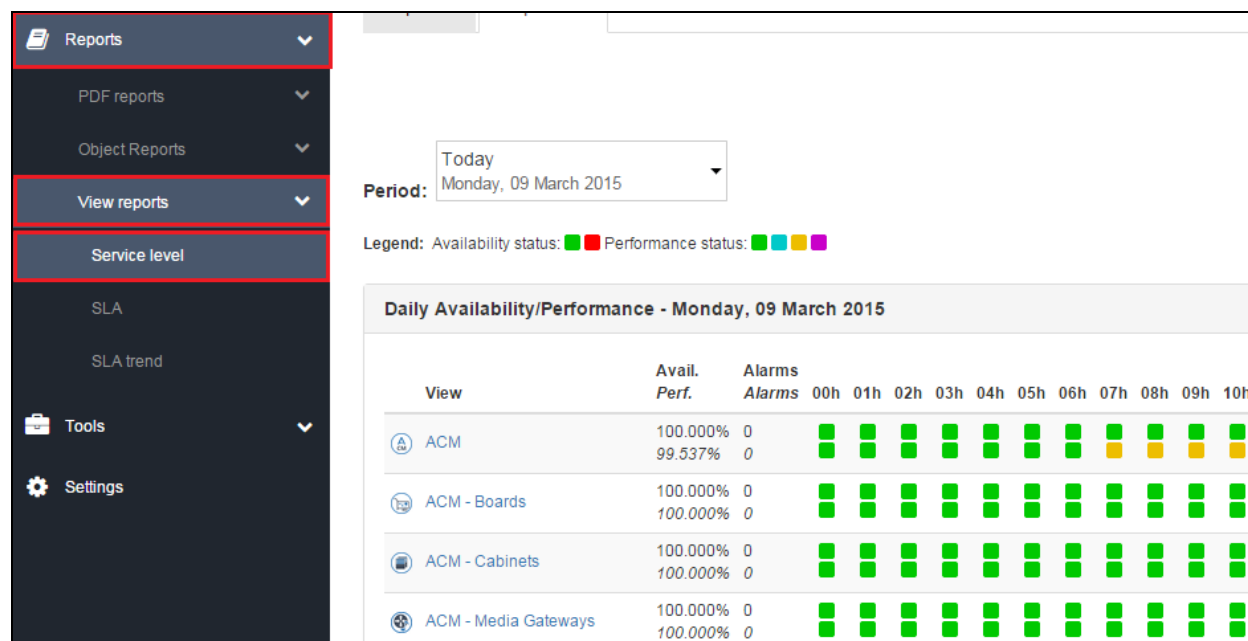 Reports
PDF reports
Object Reports
View reports
Service level
SLA
SLA trend
Tools
Settings
Today
Period: Monday, 09 March 2015
Legend: Availability status: Performance status:
Daily Availability/Performance - Monday, 09 March 2015
Avail. Alarms
View Perf. Alarms 00h 01h 02h 03h 04h 05h 06h 07h 08h 09h 10h
ACM 100.000% 0
99.537% 0
ACM - Boards 100.000% 0
100.000% 0
ACM - Cabinets 100.000% 0
100.000% 0
ACM - Media Gateways 100.000% 0
100.000% 0